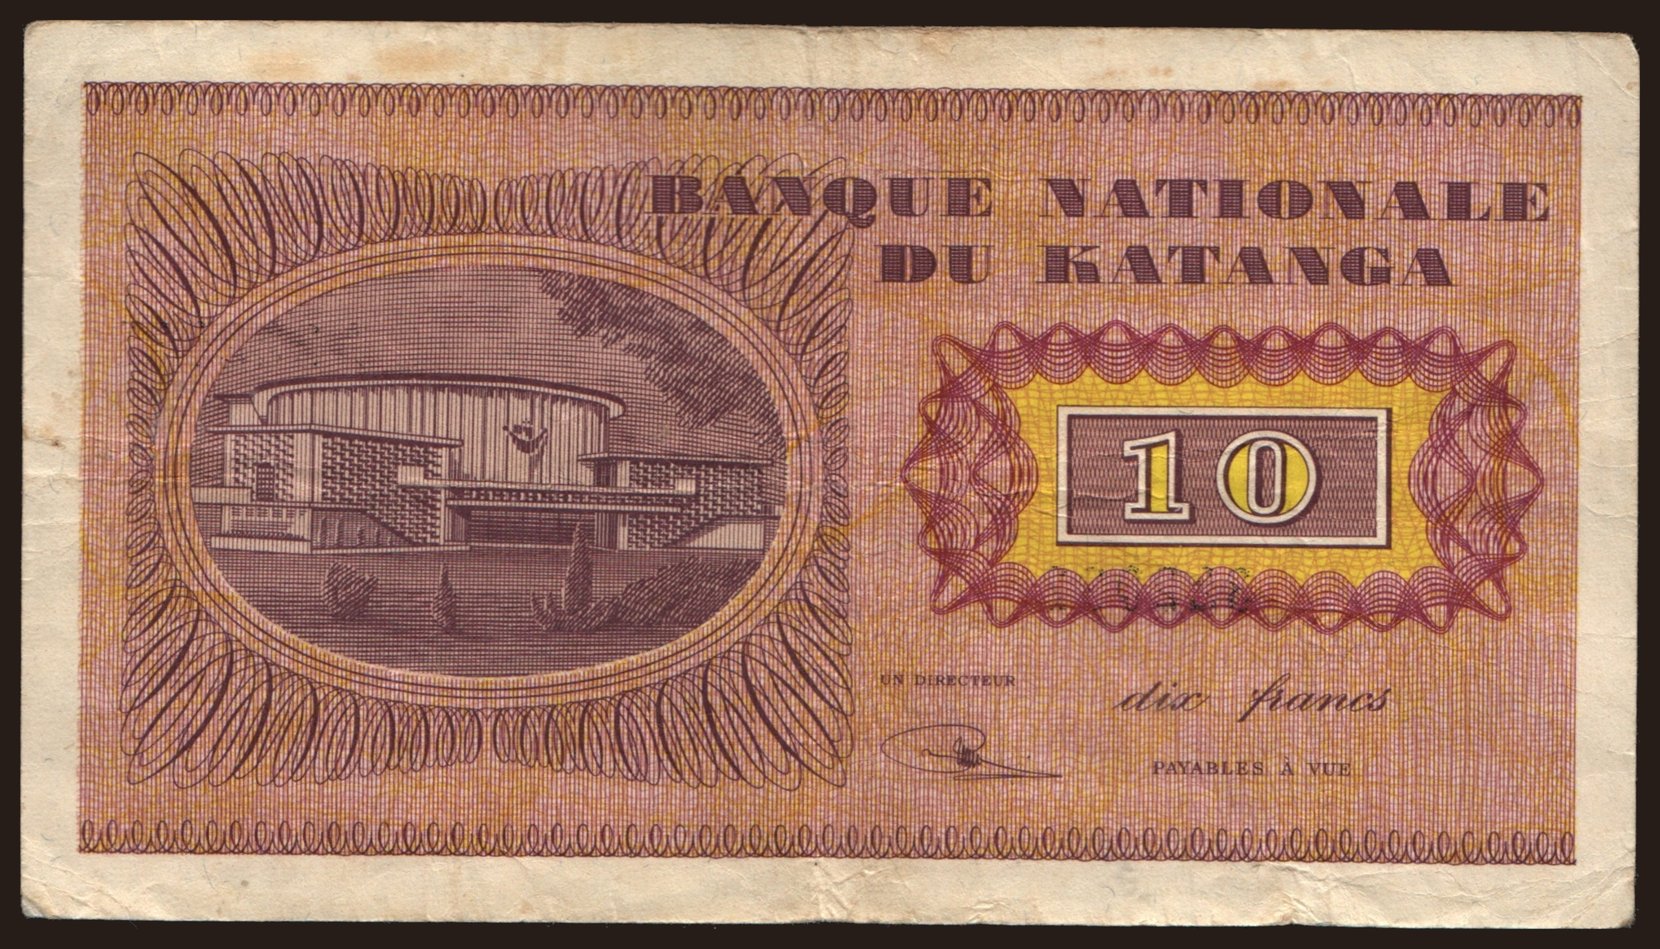 BANQUE NATIONALE
DU KATANGA
10
UN DIRECTEUR
dix francs
PAYABLES À VUE